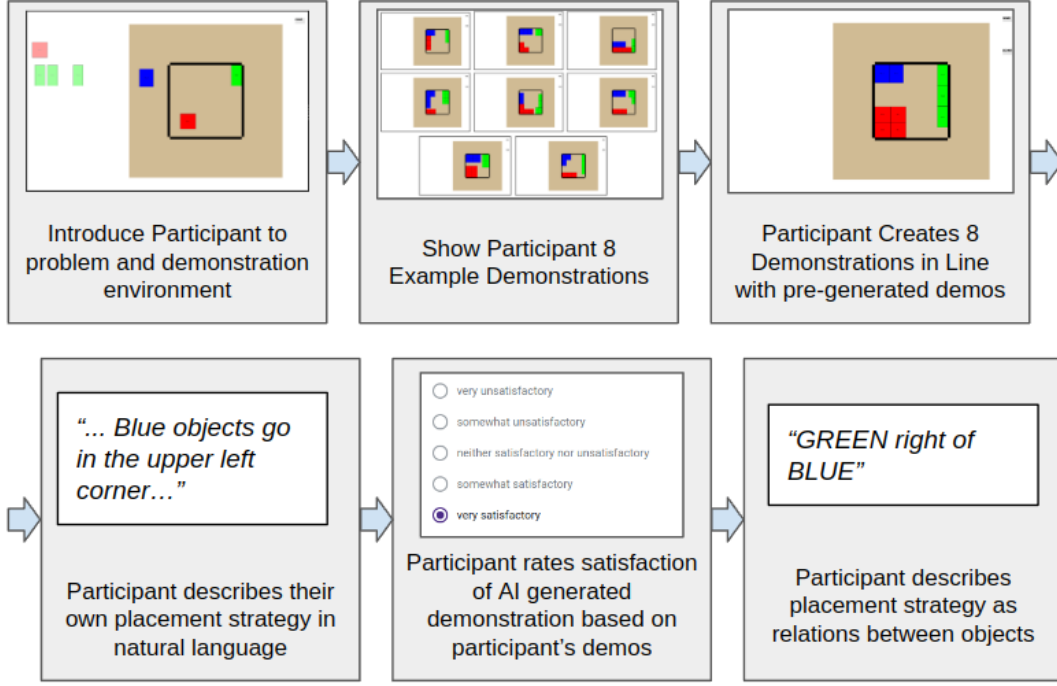 Introduce Participant to
problem and demonstration
environment
Show Participant 8
Example Demonstrations
Participant Creates 8
Demonstrations in Line
with pre-generated demos
“... Blue objects go
in the upper left
corner…”
Participant describes their
own placement strategy in
natural language
very unsatisfactory
somewhat unsatisfactory
neither satisfactory nor unsatisfactory
somewhat satisfactory
very satisfactory
Participant rates satisfaction
of AI generated
demonstration based on
participant’s demos
“GREEN right of
BLUE”
Participant describes
placement strategy as
relations between objects